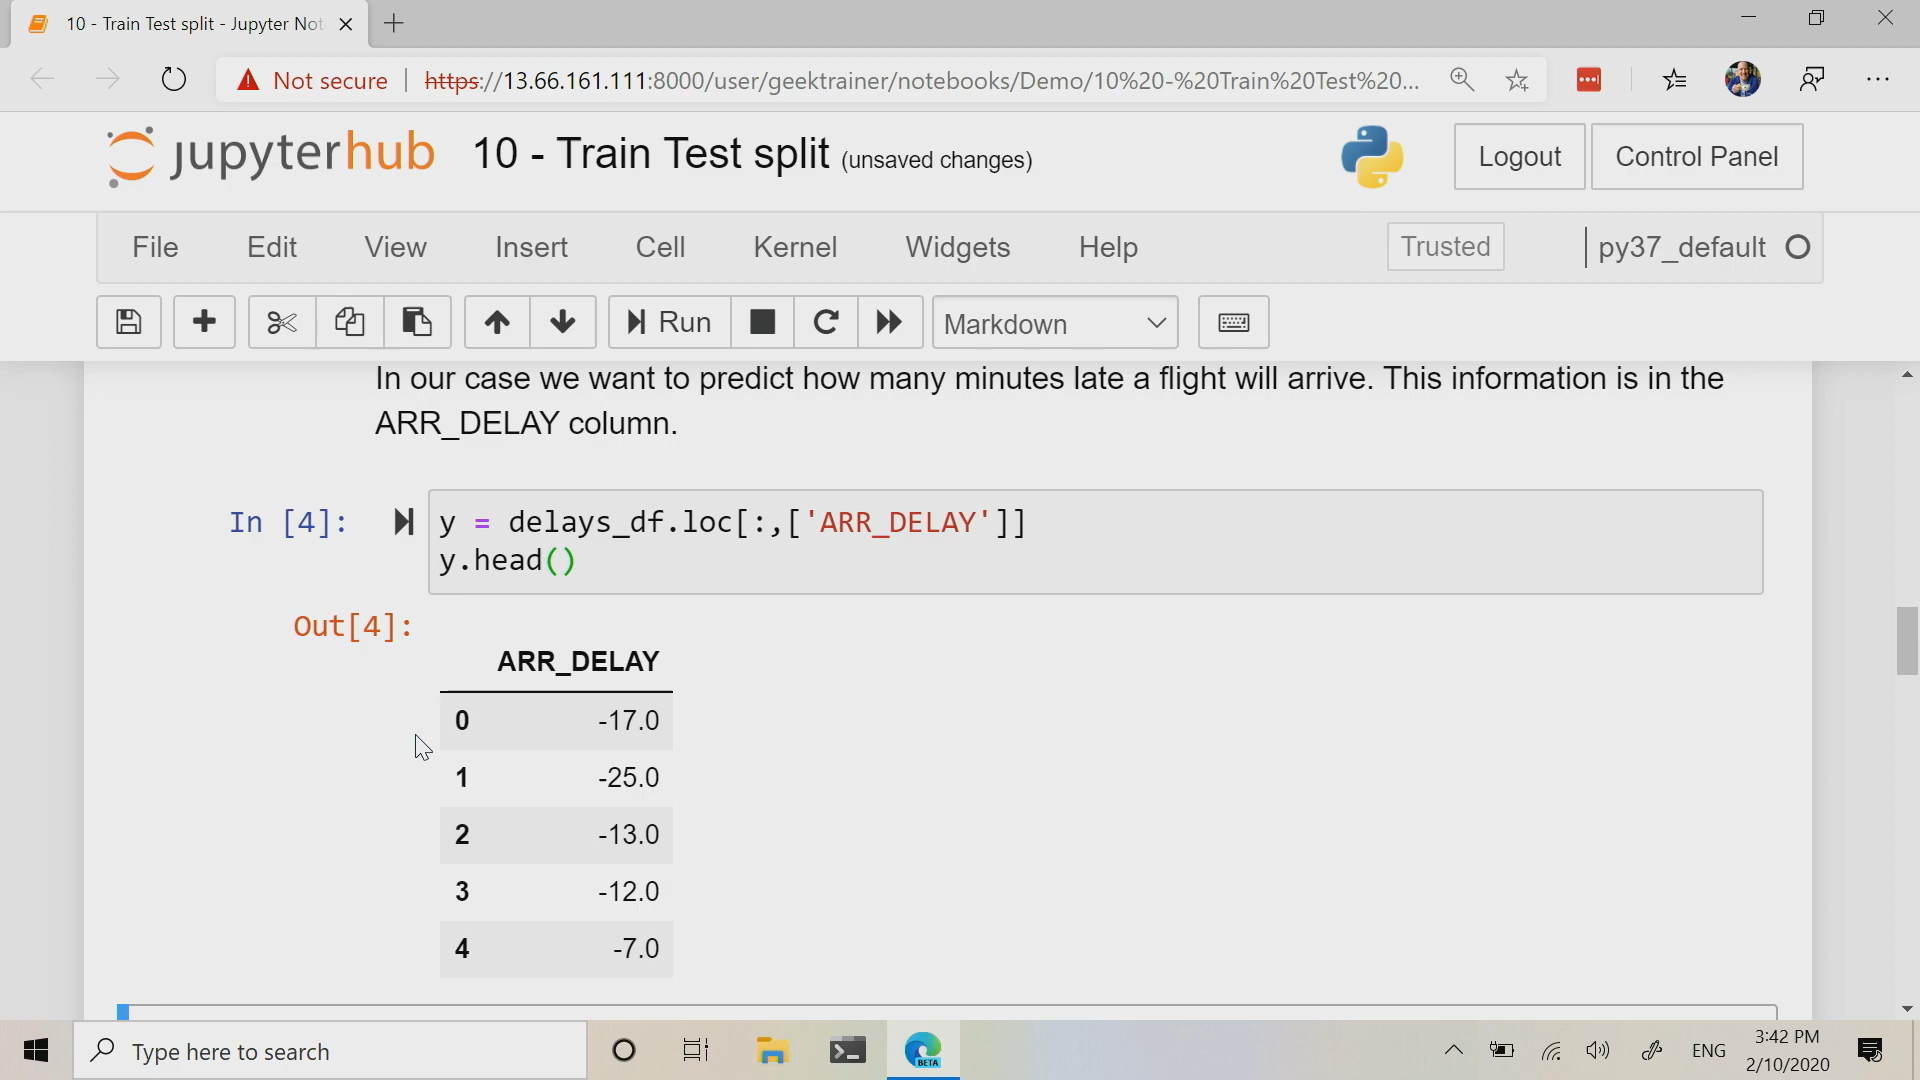 10 - Train Test split - Jupyter Not
Not secure
https://13.66.161.111:8000/user/geektrainer/notebooks/Demo/10%20-%20Train%20Test%20...
jupyterhub
10 - Train Test split (unsaved changes)
Logout
Control Panel
File
Edit
View
Insert
Cell
Kernel
Widgets
Help
Trusted
py37_default
Run
Markdown
In our case we want to predict how many minutes late a flight will arrive. This information is in the
ARR_DELAY column.
In [4]:
y = delays_df.loc[:,['ARR_DELAY']]
y.head()
Out[4]:
ARR_DELAY
0 -17.0
1 -25.0
2 -13.0
3 -12.0
4 -7.0
Type here to search
BETA
ENG
3:42 PM
2/10/2020